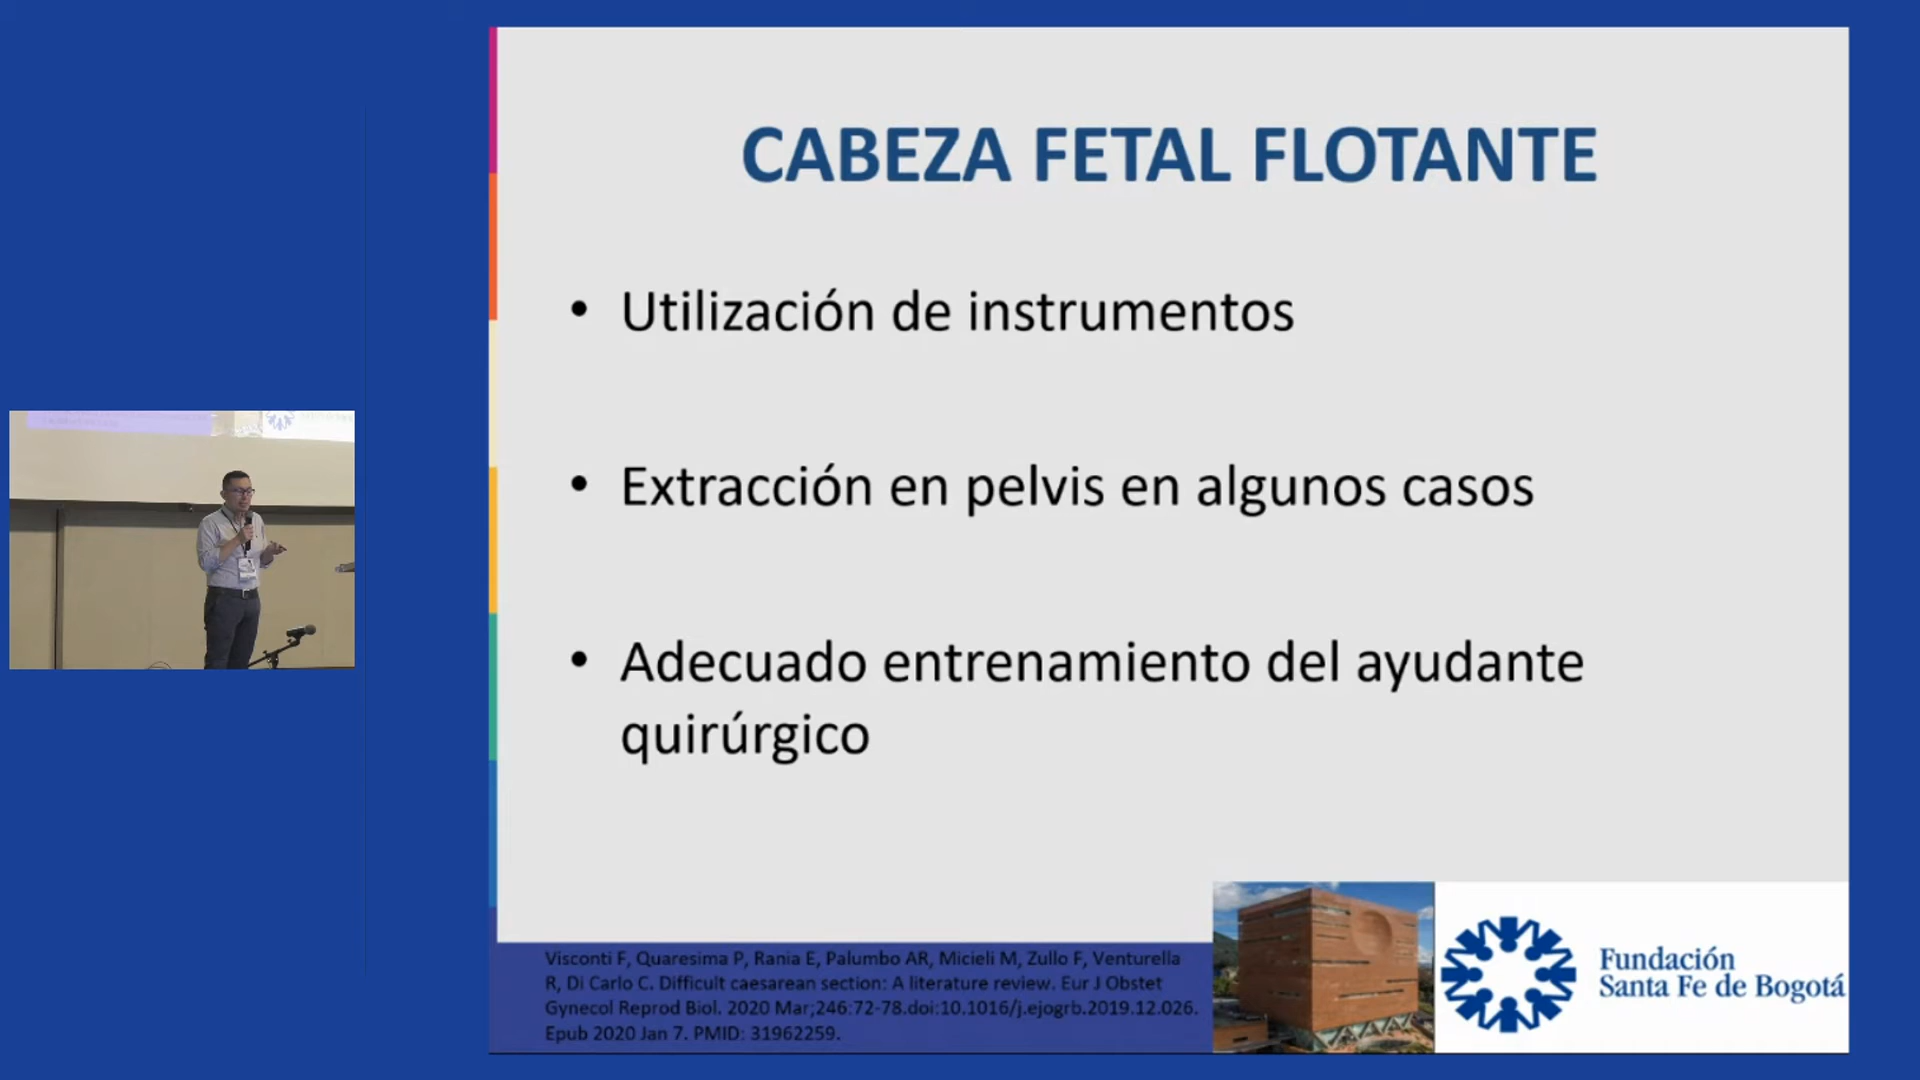 CABEZA FETAL FLOTANTE
• Utilización de instrumentos
• Extracción en pelvis en algunos casos
• Adecuado entrenamiento del ayudante
quirúrgico
Visconti F, Quaresima P, Rania E, Palumbo AR, Micieli M, Zullo F, Venturella
R, Di Carlo C. Difficult caesarean section: A literature review. Eur J Obstet
Gynecol Reprod Biol. 2020 Mar;246:72-78.doi:10.1016/j.ejogrb.2019.12.026.
Epub 2020 Jan 7. PMID: 31962259.
Fundación
Santa Fe de Bogotá